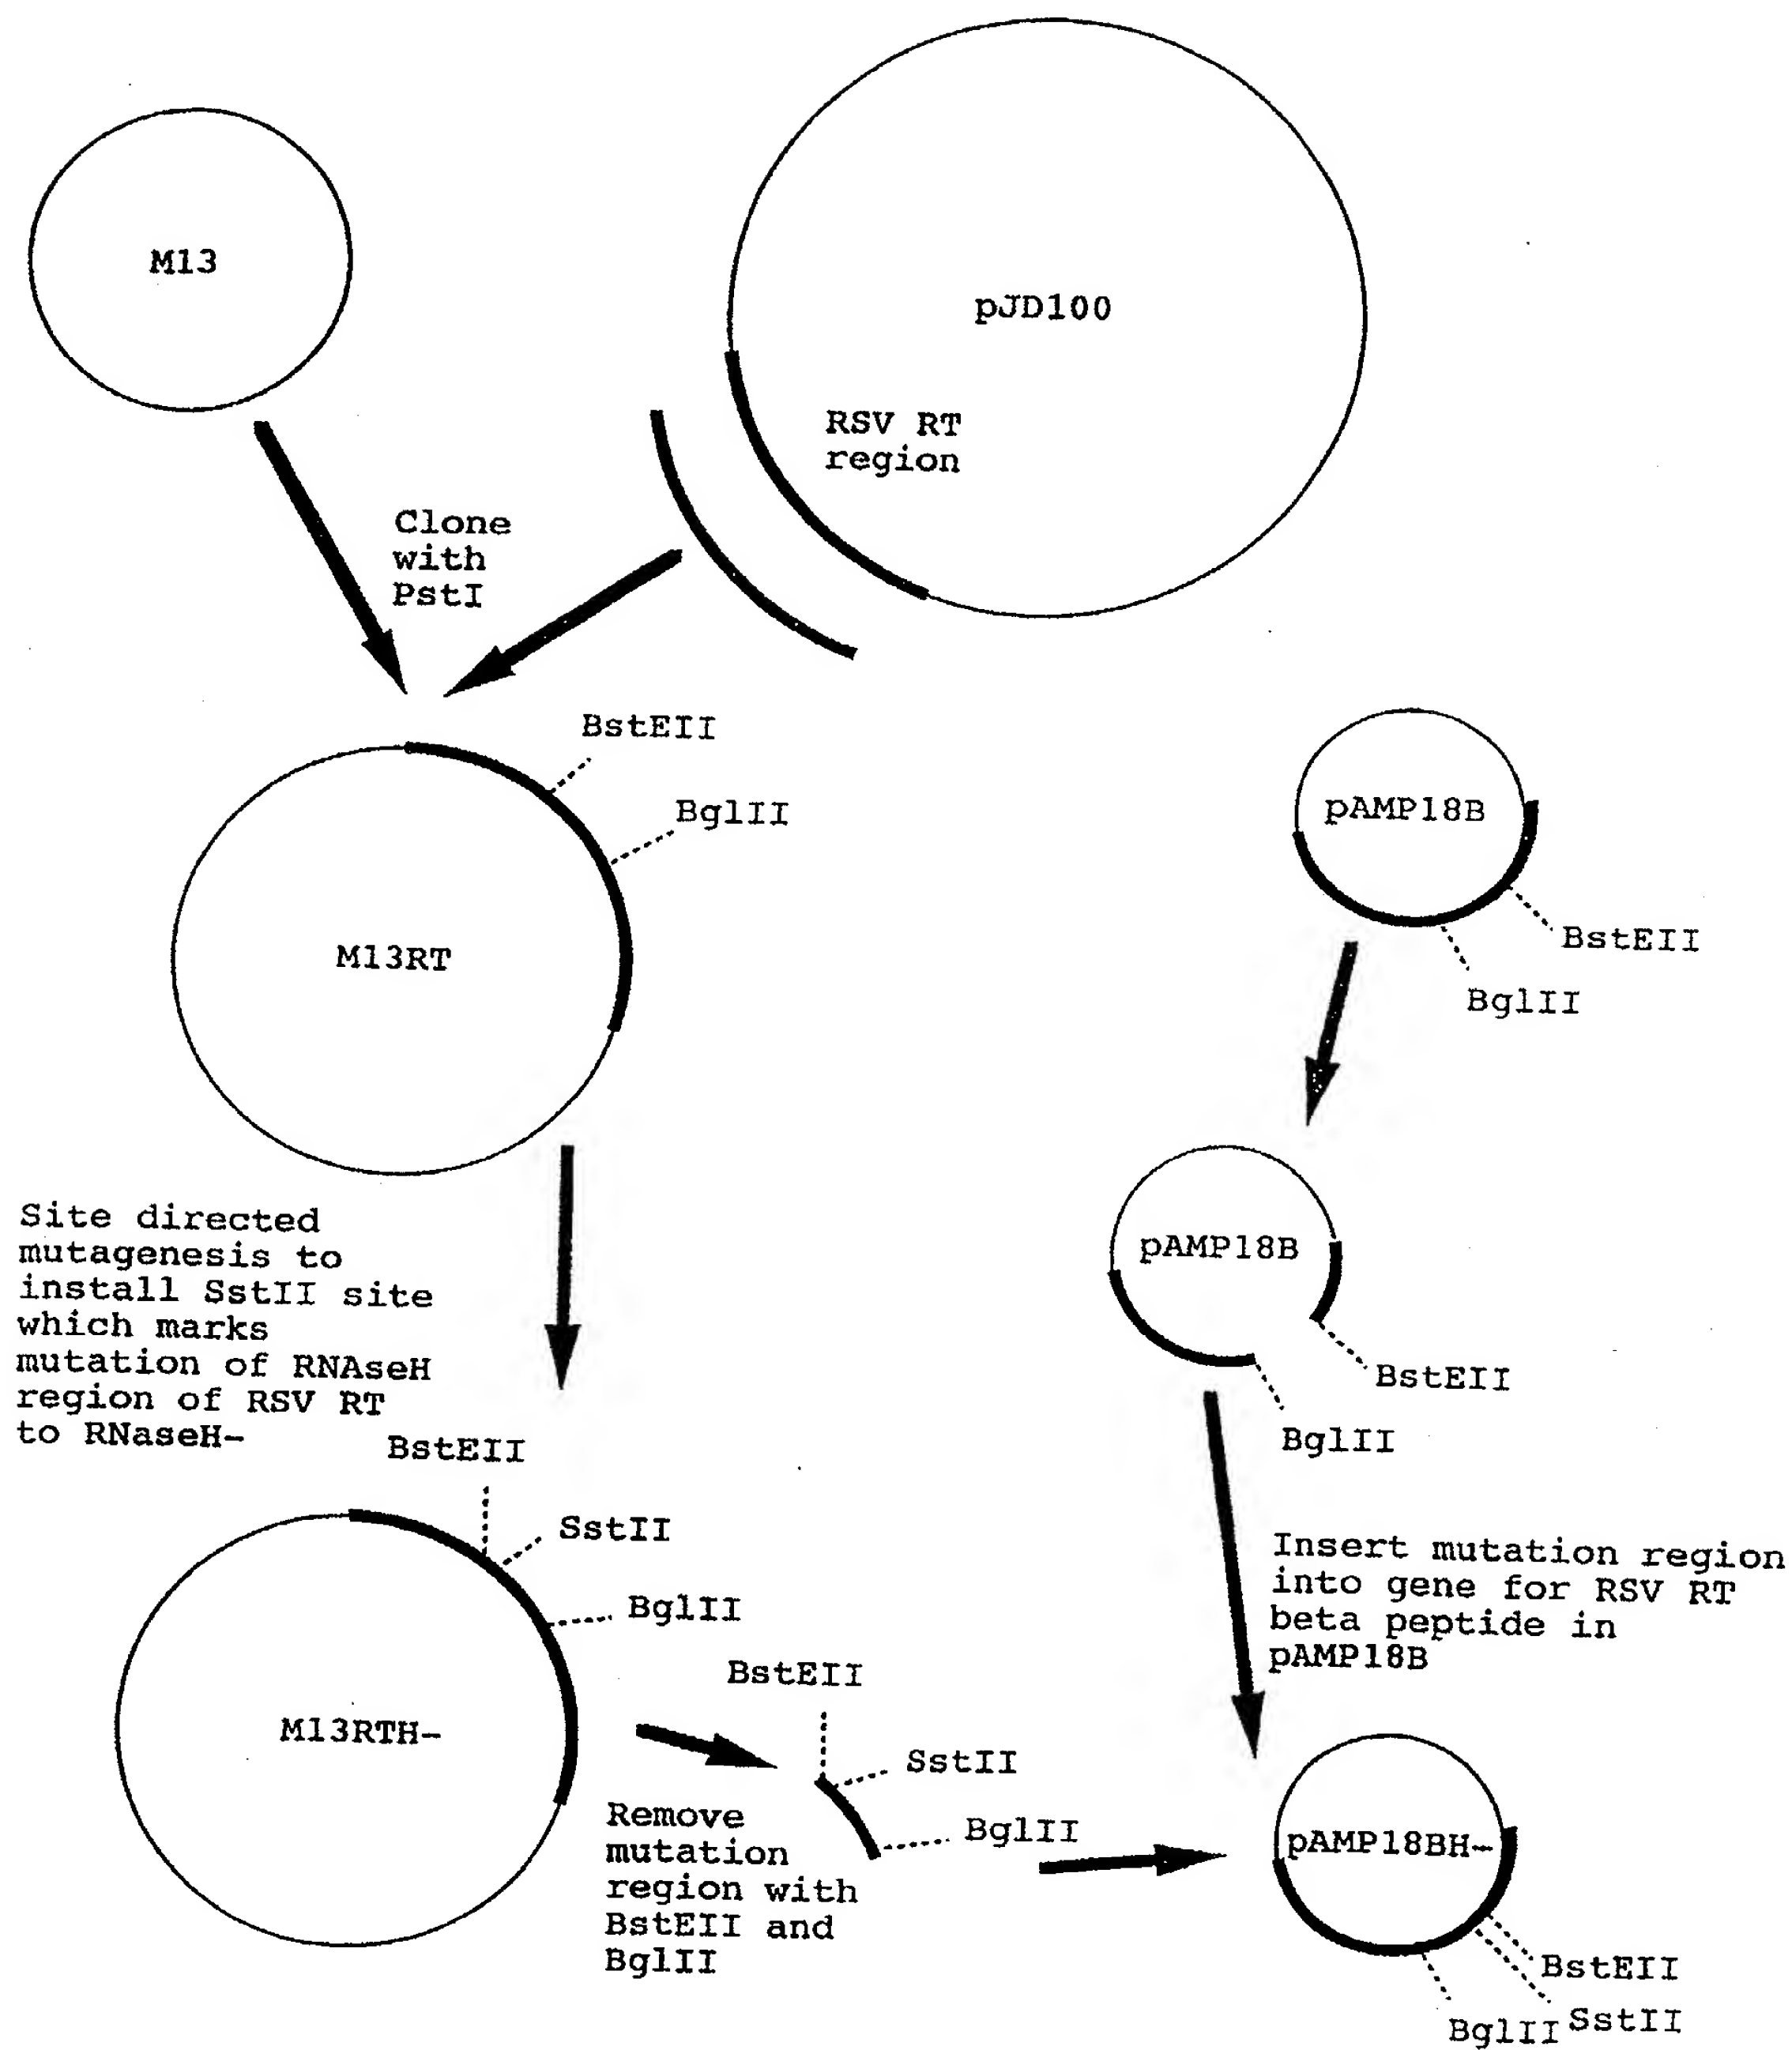 M13
pJD100
RSV RT
region
Clone
with
PstI
BstEII
BglII
M13RT
pAMP18B
BstEII
BglII
Site directed
mutagenesis to
install SstII site
which marks
mutation of RNAseH
region of RSV RT
to RNaseH-
pAMP18B
BstEII
BglII
BstEII
SstII
BglII
M13RTH-
Insert mutation region
into gene for RSV RT
beta peptide in
pAMP18B
BstEII
SstII
BglII
Remove
mutation
region with
BstEII and
BglII
pAMP18BH-
BstEII
SstII
BglII